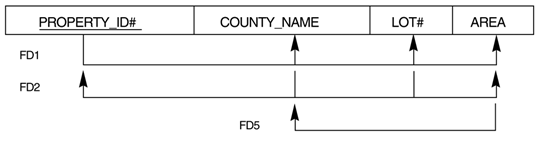 PROPERTY_ID# COUNTY_NAME LOT# AREA
FD1
FD2
FD5